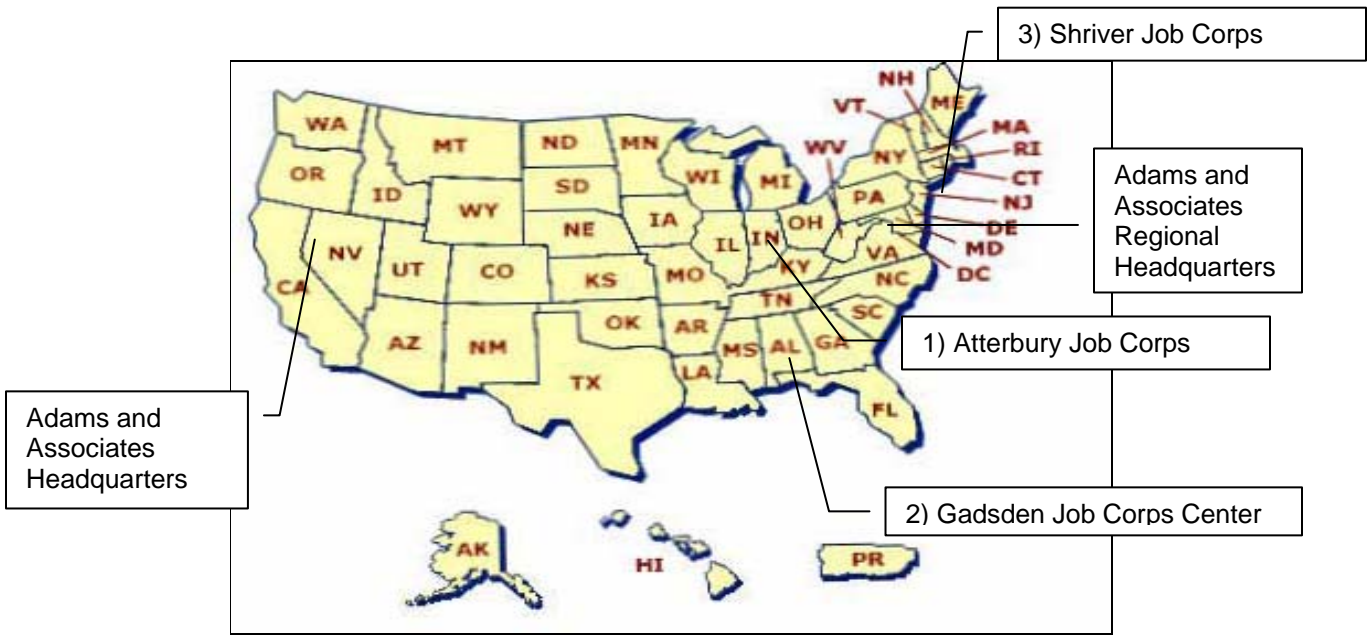 3) Shriver Job Corps
NH
ME
VT
MA
WA
MT
ND
MN
WV
NY
RI
OR
ID
SD
WI
MI
CT
Adams and
Associates
Regional
Headquarters
WY
PA
NJ
IA
OH
DE
NE
IL
IN
MD
NV
UT
CO
VA
DC
KS
MO
KY
CA
NC
TN
OK
AR
SC
AZ
NM
MS
AL
GA
1) Atterbury Job Corps
TX
LA
FL
Adams and
Associates
Headquarters
2) Gadsden Job Corps Center
AK
HI
PR